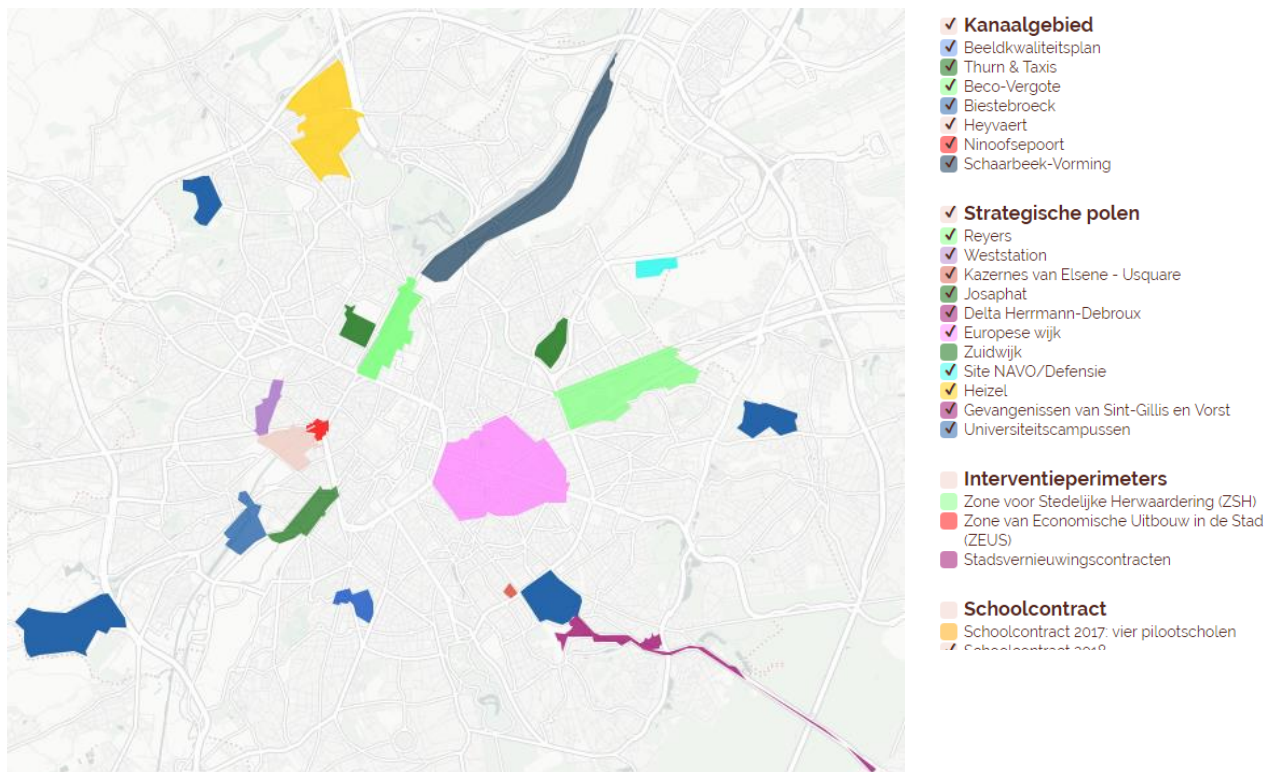 Kanaalgebied
Beeldkwaliteitsplan
Thurn & Taxis
Beco-Vergote
Biestebroeck
Heyvaert
Ninoofsepoort
Schaarbeek-Vorming
Strategische polen
Reyers
Weststation
Kazernes van Elsene - Usquare
Josaphat
Delta Herrmann-Debroux
Europese wijk
Zuidwijk
Site NAVO/Defensie
Heizel
Gevangenissen van Sint-Gillis en Vorst
Universiteitscampussen
Interventieperimeters
Zone voor Stedelijke Herwaardering (ZSH)
Zone van Economische Uitbouw in de Stad
(ZEUS)
Stadsvernieuwingscontracten
Schoolcontract
Schoolcontract 2017: vier pilootscholen
Schoolcontract 2018